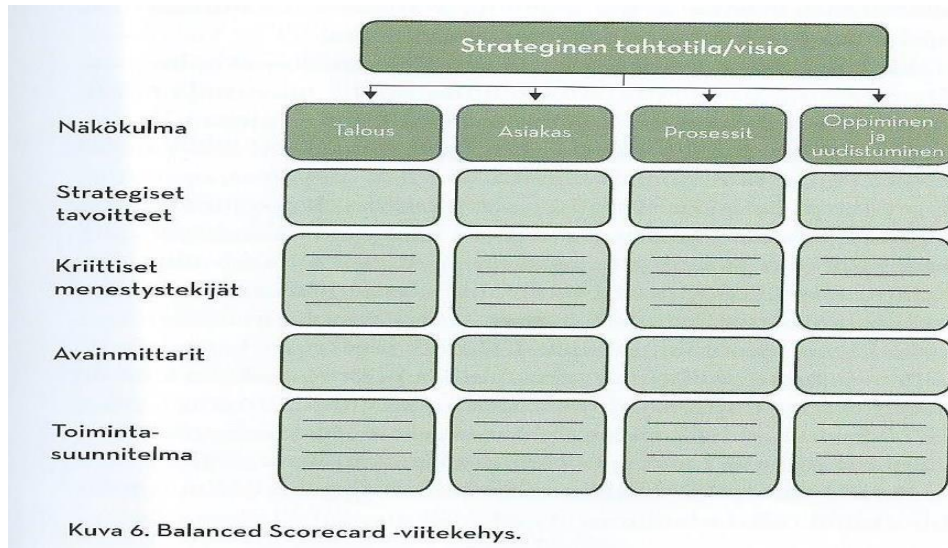 Strateginen tahtotila/visio
Näkökulma
Talous
Asiakas
Prosessit
Oppiminen
ja
uudistuminen
Strategiset
tavoitteet
Kriittiset
menestystekijät
Avainmittarit
Toiminta-
suunnitelma
Kuva 6. Balanced Scorecard -viitekehys.